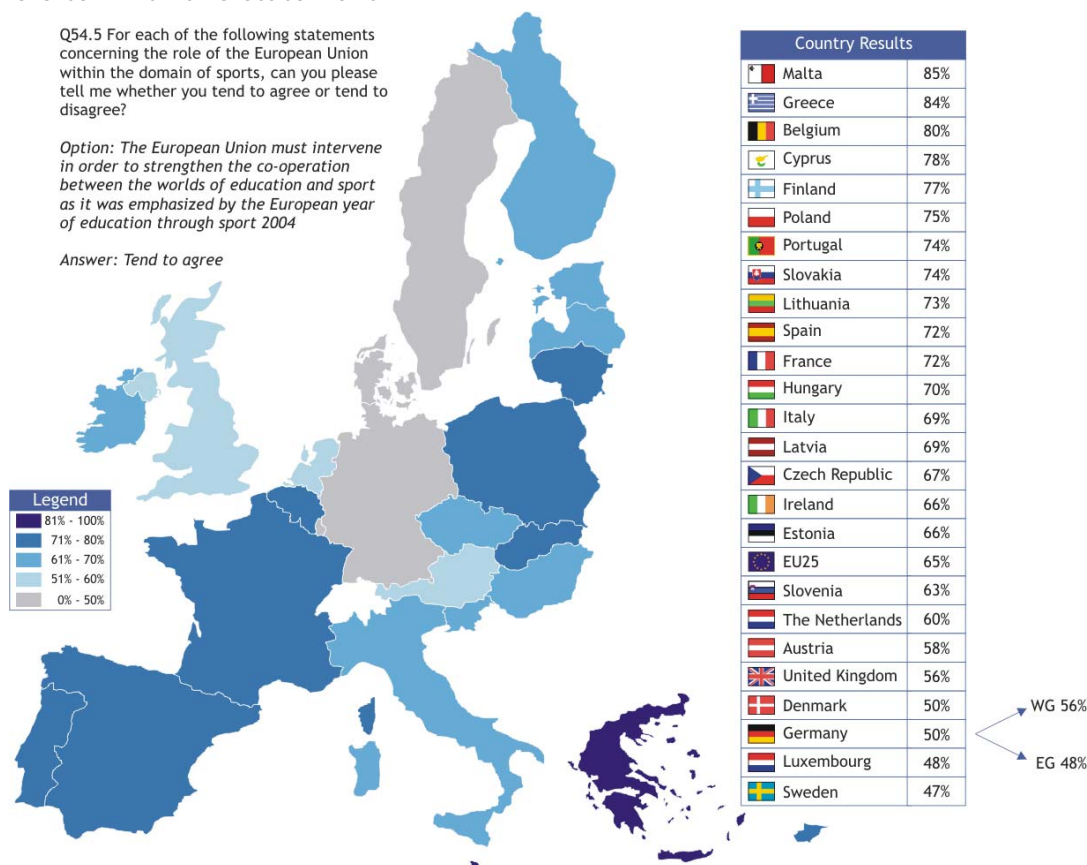 Q54.5 For each of the following statements
concerning the role of the European Union
within the domain of sports, can you please
tell me whether you tend to agree or tend to
disagree?
Option: The European Union must intervene
in order to strengthen the co-operation
between the worlds of education and sport
as it was emphasized by the European year
of education through sport 2004
Answer: Tend to agree
Legend
81% - 100%
71% - 80%
61% - 70%
51% - 60%
0% - 50%
Country Results
Malta 85%
Greece 84%
Belgium 80%
Cyprus 78%
Finland 77%
Poland 75%
Portugal 74%
Slovakia 74%
Lithuania 73%
Spain 72%
France 72%
Hungary 70%
Italy 69%
Latvia 69%
Czech Republic 67%
Ireland 66%
Estonia 66%
EU25 65%
Slovenia 63%
The Netherlands 60%
Austria 58%
United Kingdom 56%
Denmark 50%
Germany 50%
Luxembourg 48%
Sweden 47%
WG 56%
EG 48%